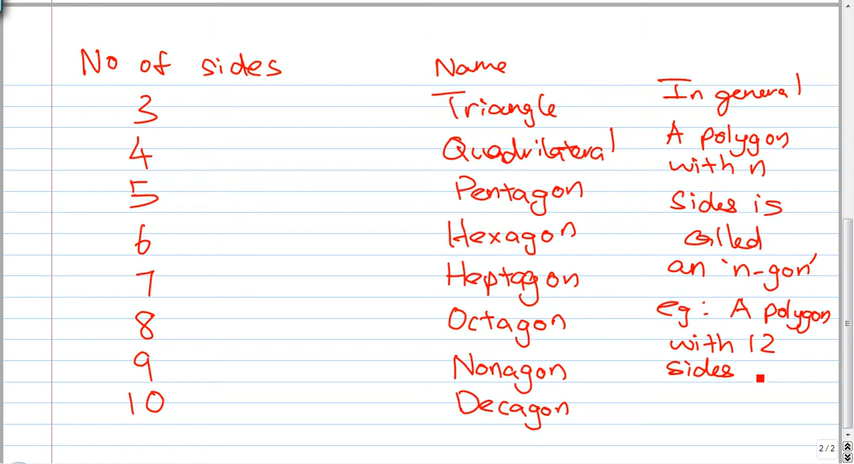 No of sides Name
3 Triangle
4 Quadrilateral
5 Pentagon
6 Hexagon
7 Heptagon
8 Octagon
9 Nonagon
10 Decagon
In general
A polygon
with n
sides is
called
an 'n-gon'
eg: A polygon
with 12
sides
2/2